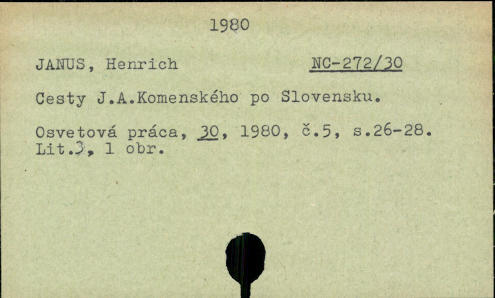 1980
JANUS, Henrich NC-272/30
Cesty J.A.Komenského po Slovensku.
Osvetová práca, 30, 1980, č.5, s.26-28.
Lit.3, 1 obr.